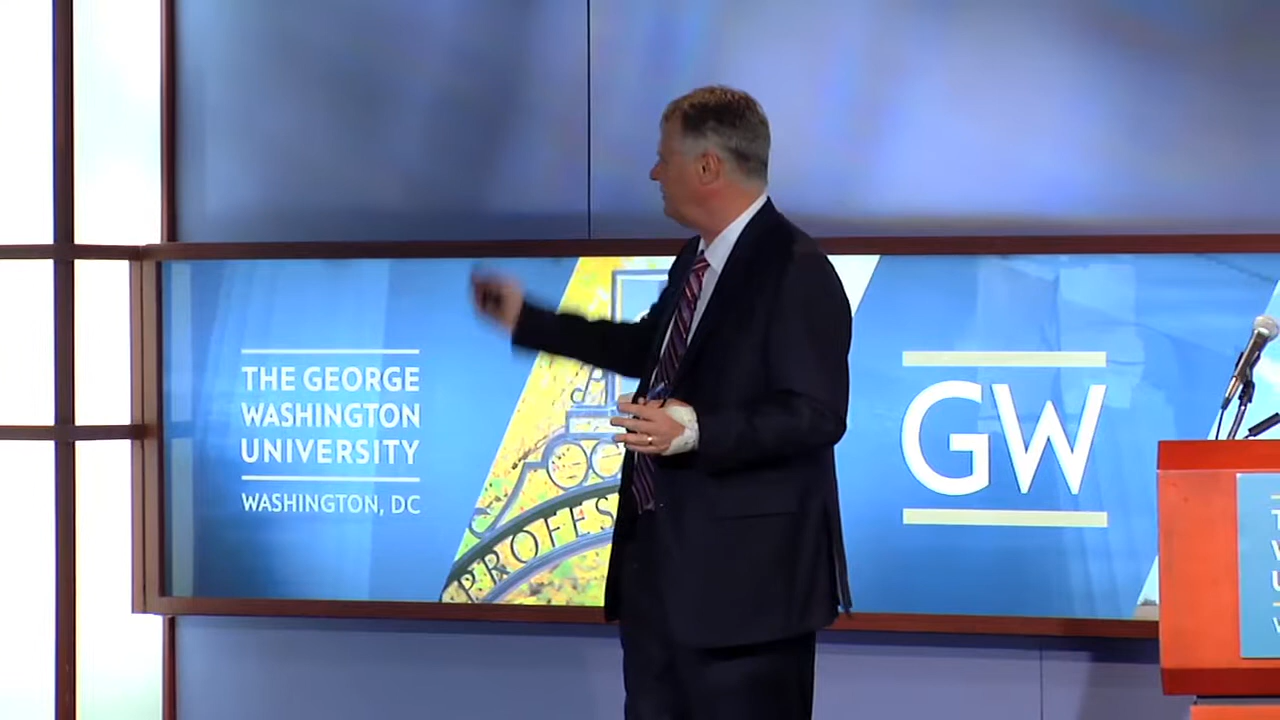 THE GEORGE
WASHINGTON
UNIVERSITY
WASHINGTON, DC
GW